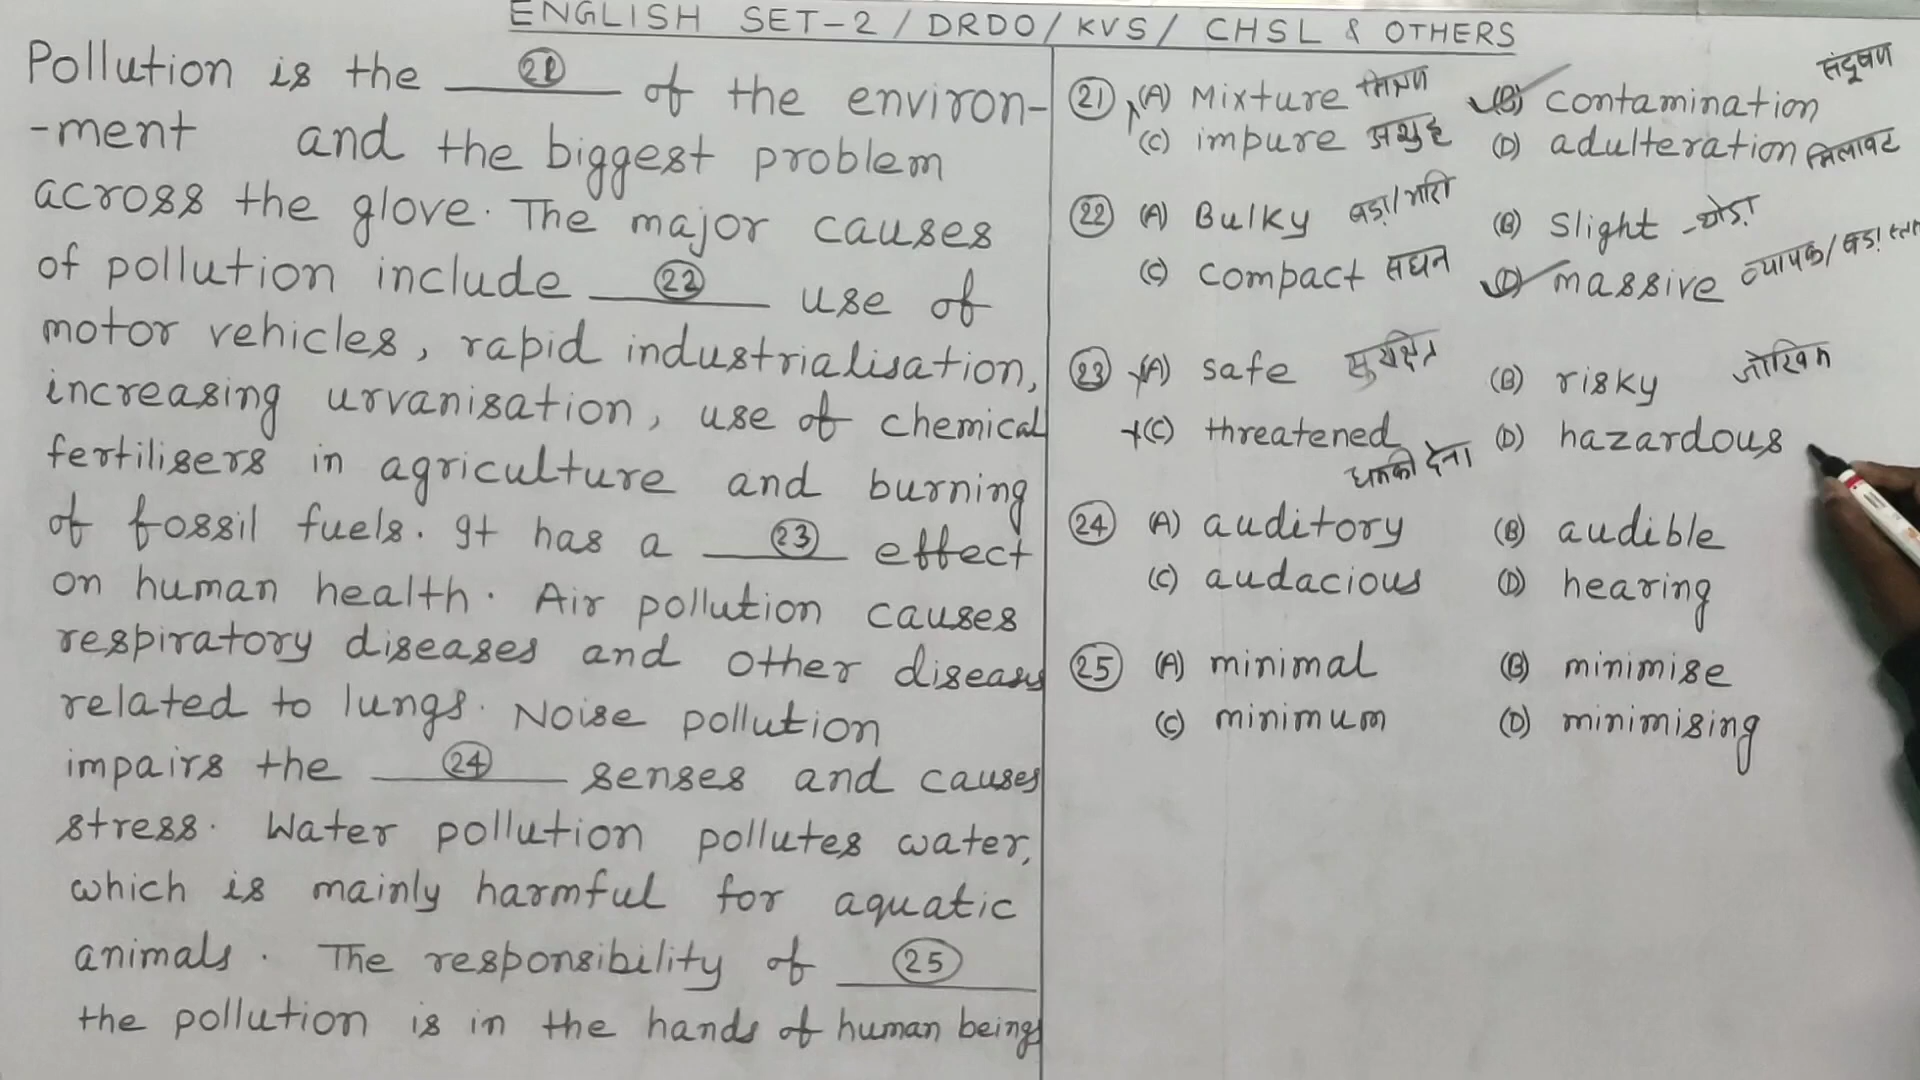 ENGLISH SET-2 / DRDO / KVS / CHSL & OTHERS
Pollution is the ___(21)___ of the environ-
-ment and the biggest problem
across the glove. The major causes
of pollution include ___(22)___ use of
motor vehicles, rapid industrialisation,
increasing urvanisation, use of chemical
fertilisers in agriculture and burning
of fossil fuels. It has a ___(23)___ effect
on human health. Air pollution causes
respiratory diseases and other diseases
related to lungs. Noise pollution
impairs the ___(24)___ senses and causes
stress. Water pollution pollutes water,
which is mainly harmful for aquatic
animals. The responsibility of ___(25)___
the pollution is in the hands of human beings
(21) (A) Mixture मिश्रण (B) contamination संदूषण
(C) impure अशुद्ध (D) adulteration मिलावट
(22) (A) Bulky बड़ा/भारी (B) Slight - थोड़ा
(C) compact सघन (D) massive व्यापक/बड़ा
(23) (A) safe सुरक्षित (B) risky जोखिम
(C) threatened धमकी देना (D) hazardous
(24) (A) auditory (B) audible
(C) audacious (D) hearing
(25) (A) minimal (B) minimise
(C) minimum (D) minimising